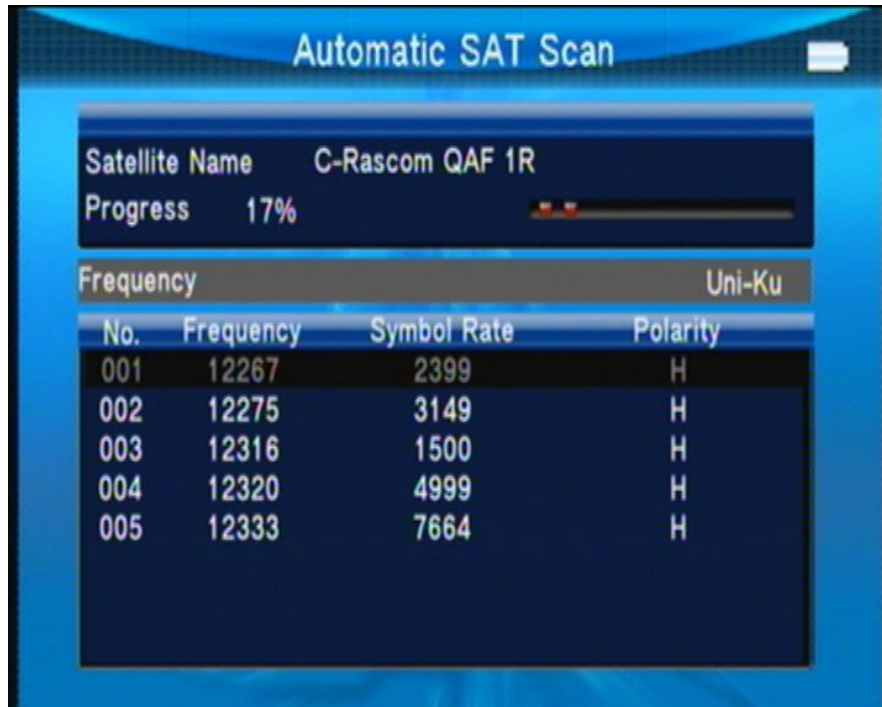 Automatic SAT Scan
Satellite Name C-Rascom QAF 1R
Progress 17%
Frequency Uni-Ku
No. Frequency Symbol Rate Polarity
001 12267 2399 H
002 12275 3149 H
003 12316 1500 H
004 12320 4999 H
005 12333 7664 H